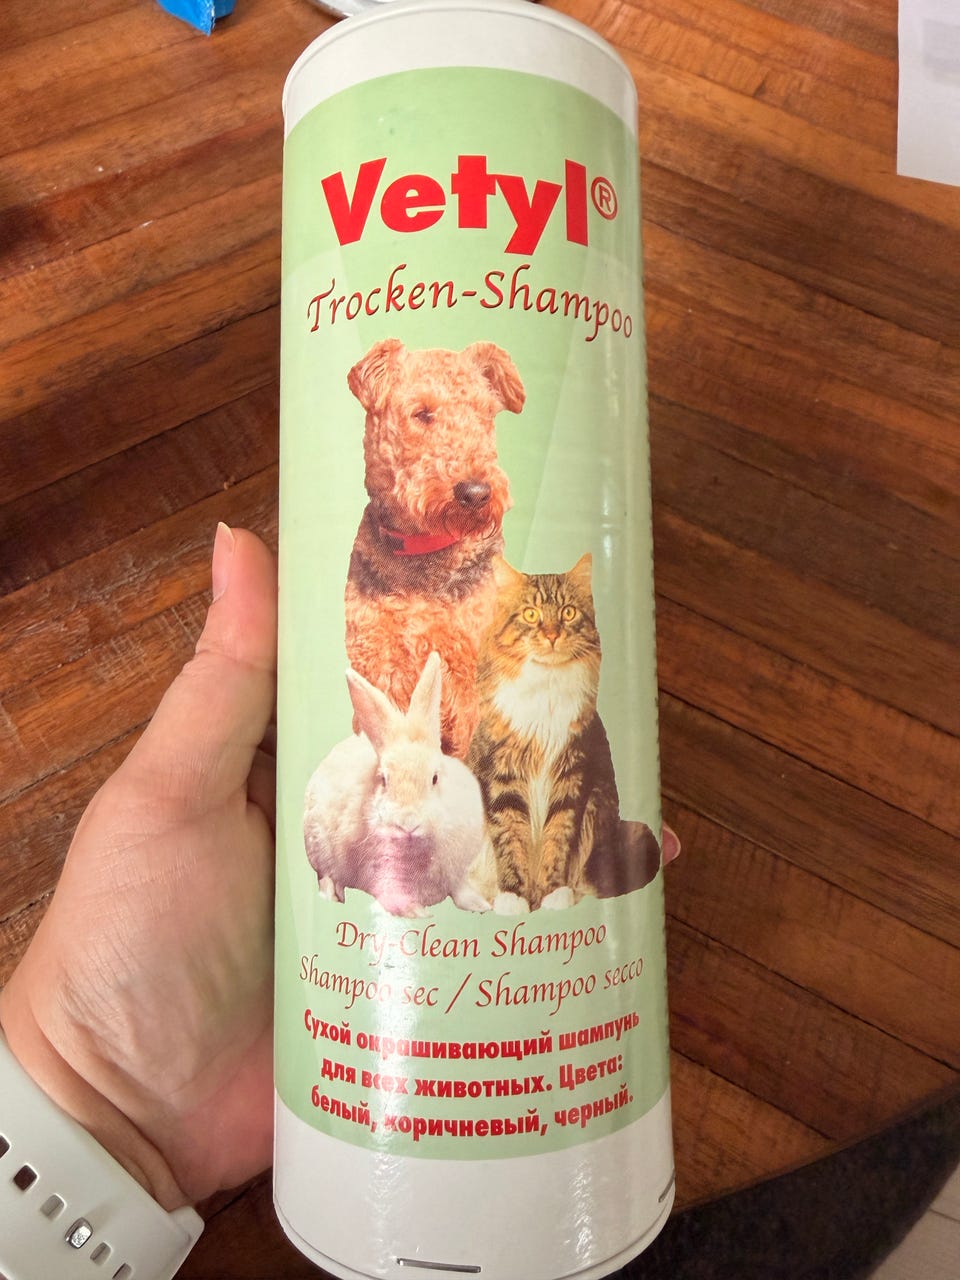 Vetyl®
Trocken-Shampoo
Dry-Clean Shampoo
Shampoo sec / Shampoo secco
Сухой окрашивающий шампунь
для всех животных. Цвета:
белый, коричневый, черный.